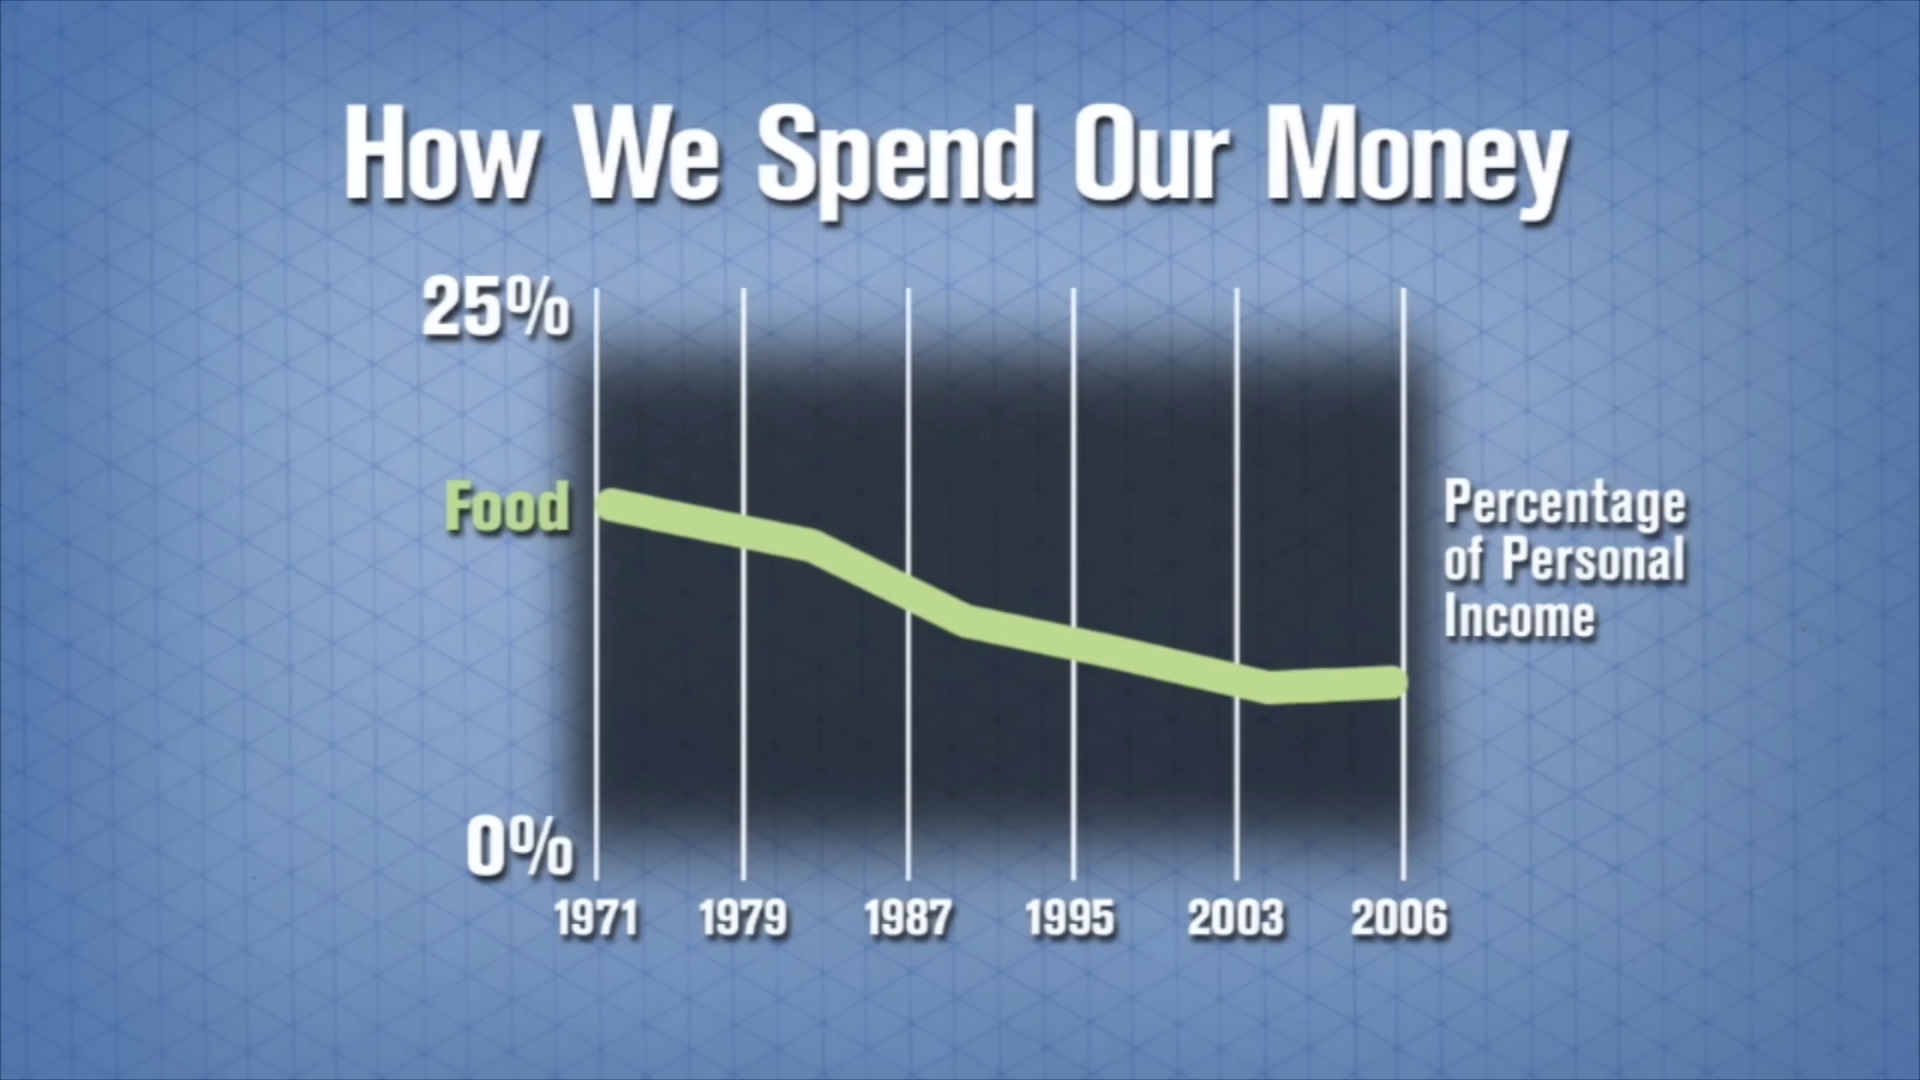 How We Spend Our Money
25%
Food
Percentage
of Personal
Income
0%
1971 1979 1987 1995 2003 2006